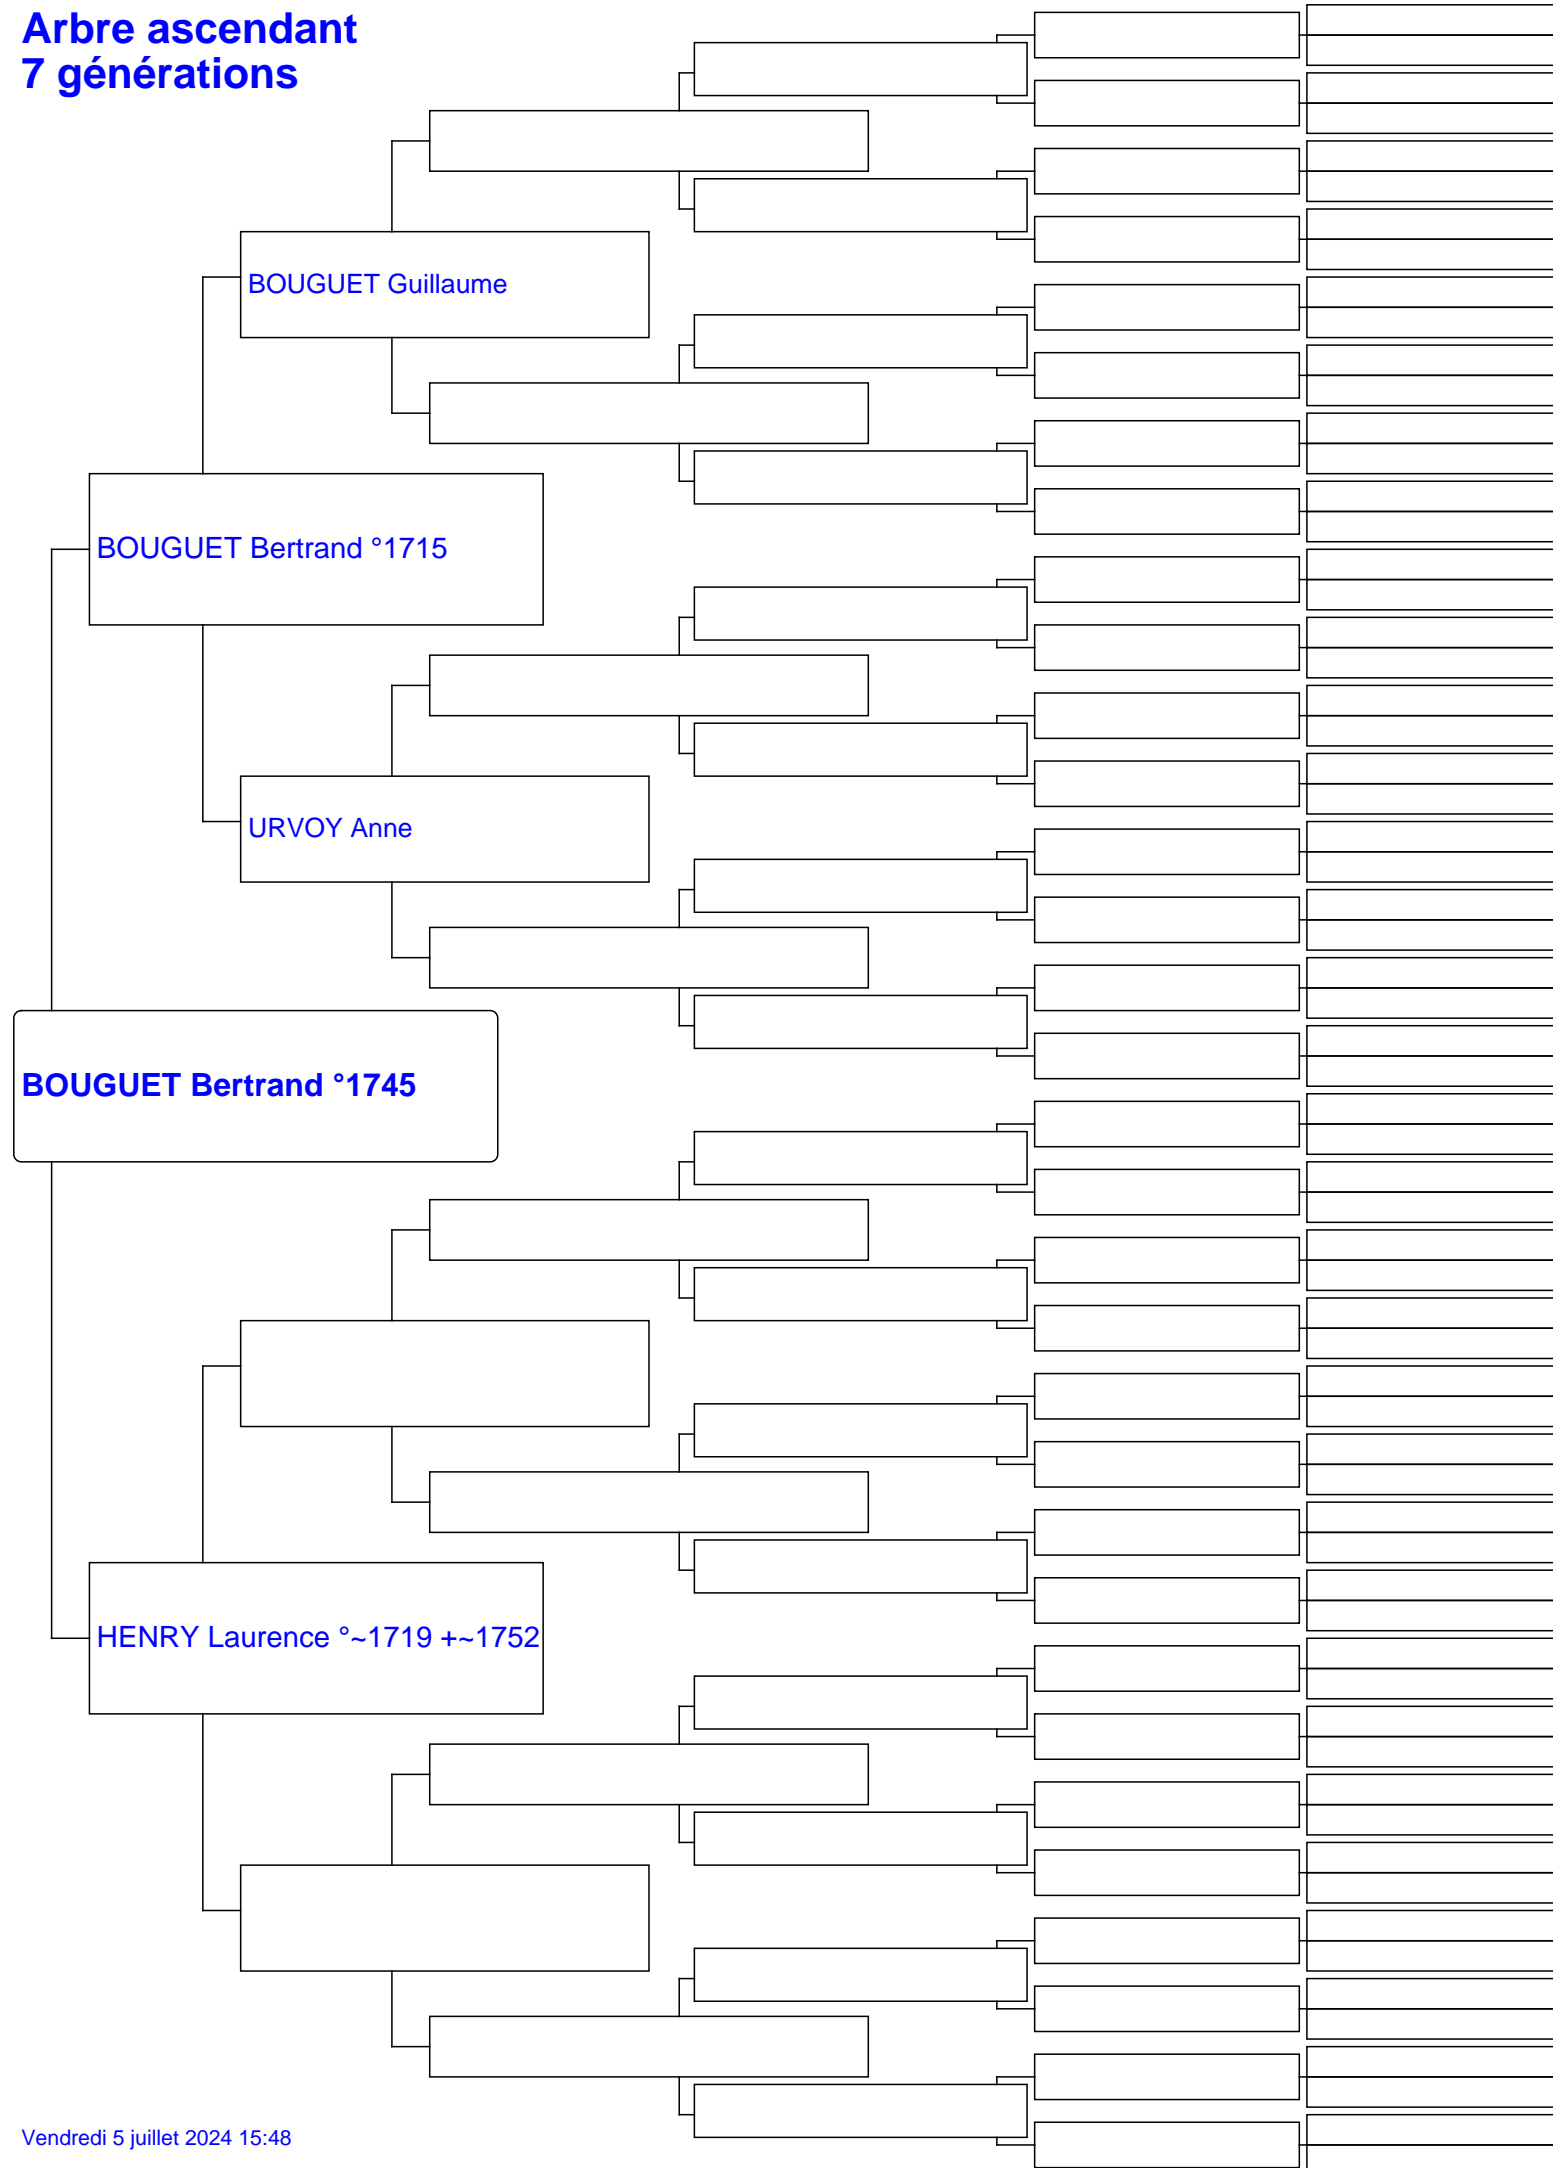 Arbre ascendant
7 générations
BOUGUET Guillaume
BOUGUET Bertrand °1715
URVOY Anne
BOUGUET Bertrand °1745
HENRY Laurence °~1719 +~1752
Vendredi 5 juillet 2024 15:48